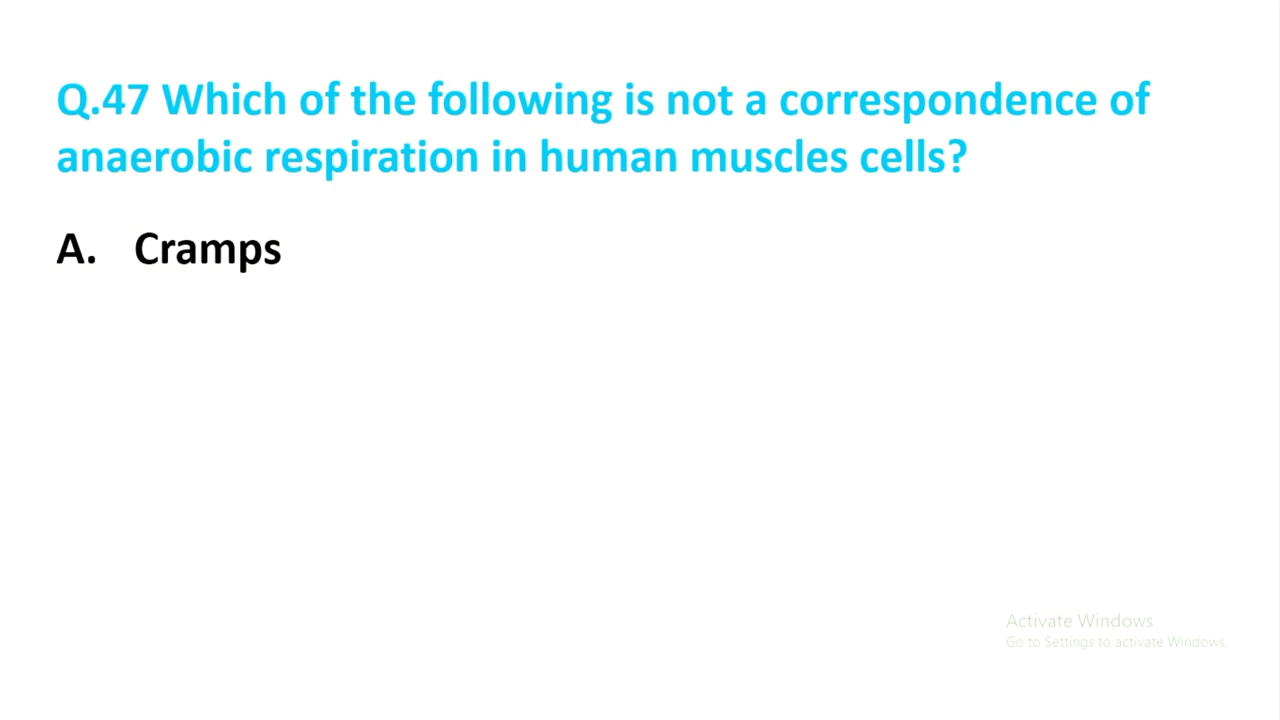 Q.47 Which of the following is not a correspondence of
anaerobic respiration in human muscles cells?
A. Cramps
Activate Windows
Go to Settings to activate Windows.